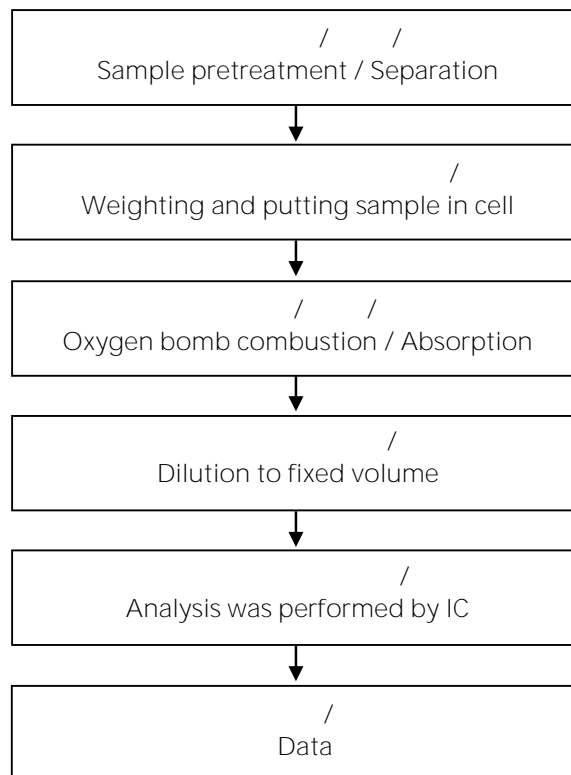 / /
Sample pretreatment / Separation
/
Weighting and putting sample in cell
/ /
Oxygen bomb combustion / Absorption
/
Dilution to fixed volume
/
Analysis was performed by IC
/
Data